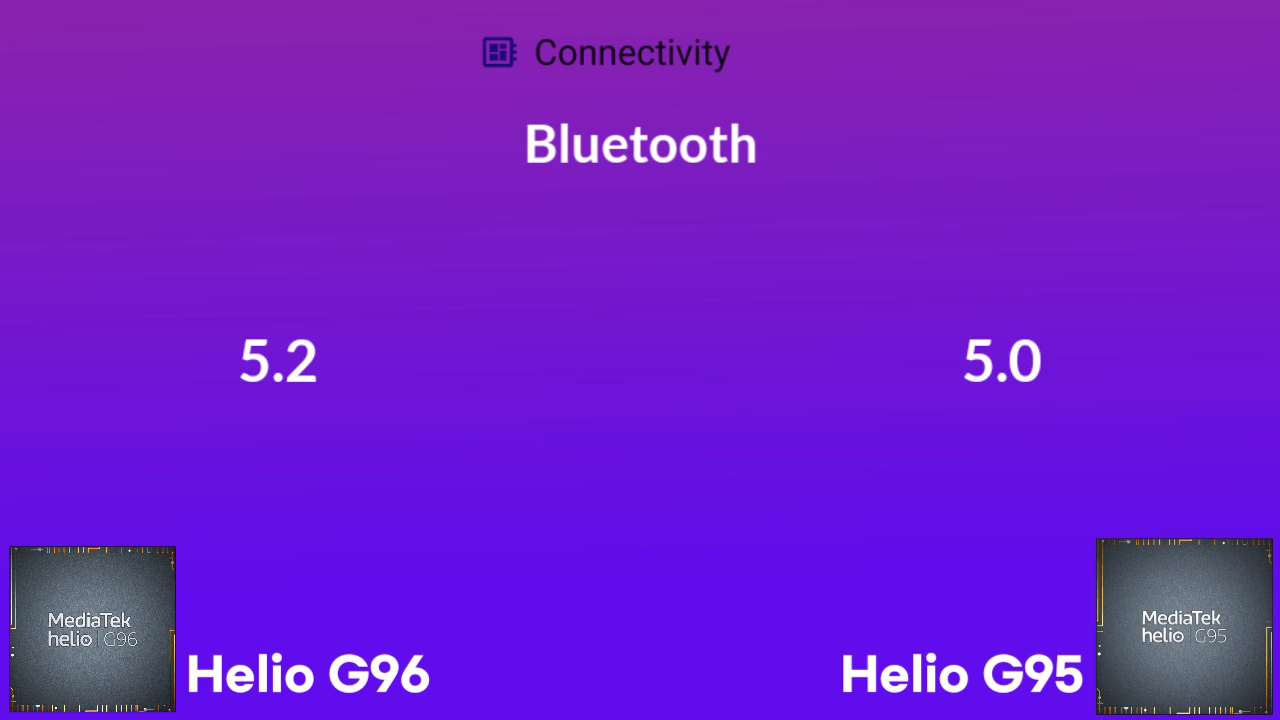 Connectivity
Bluetooth
5.2
5.0
MediaTek
helio G96
Helio G96
Helio G95
MediaTek
helio G95